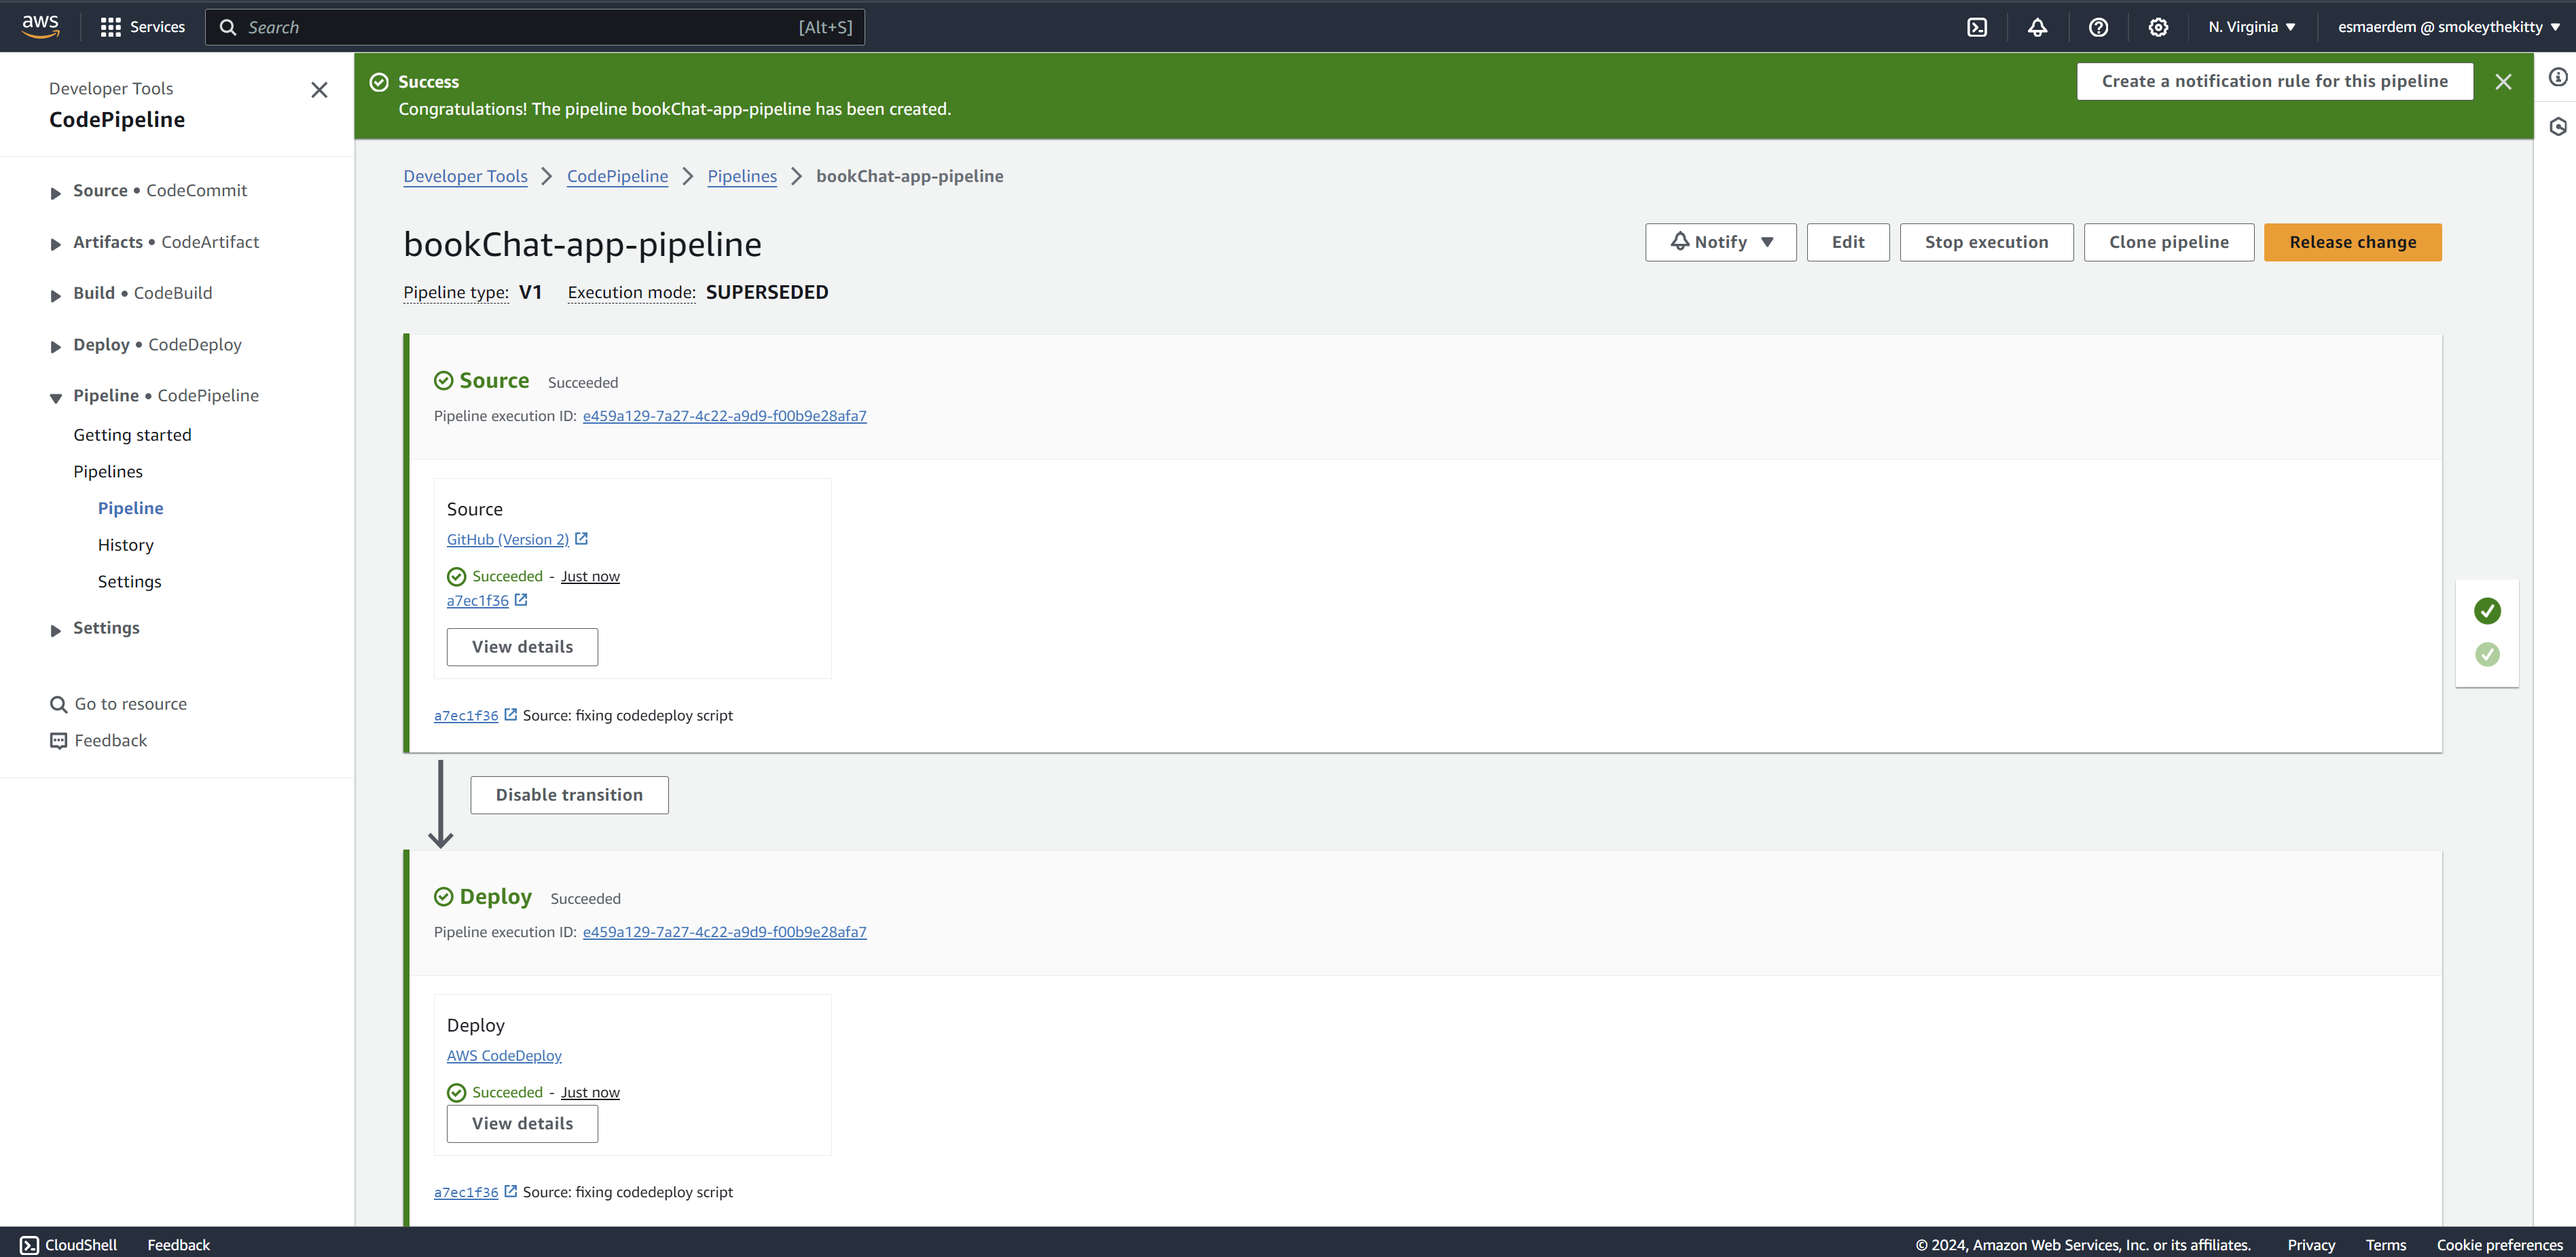 aws
Services
Search
[Alt+S]
N. Virginia
esmaerdem @ smokeythekitty
Developer Tools
CodePipeline
Source • CodeCommit
Artifacts • CodeArtifact
Build • CodeBuild
Deploy • CodeDeploy
Pipeline • CodePipeline
Getting started
Pipelines
Pipeline
History
Settings
Settings
Go to resource
Feedback
Success
Congratulations! The pipeline bookChat-app-pipeline has been created.
Create a notification rule for this pipeline
Developer Tools
CodePipeline
Pipelines
bookChat-app-pipeline
bookChat-app-pipeline
Notify
Edit
Stop execution
Clone pipeline
Release change
Pipeline type: V1 Execution mode: SUPERSEDED
Source Succeeded
Pipeline execution ID: e459a129-7a27-4c22-a9d9-f00b9e28afa7
Source
GitHub (Version 2)
Succeeded - Just now
a7ec1f36
View details
a7ec1f36 Source: fixing codedeploy script
Disable transition
Deploy Succeeded
Pipeline execution ID: e459a129-7a27-4c22-a9d9-f00b9e28afa7
Deploy
AWS CodeDeploy
Succeeded - Just now
View details
a7ec1f36 Source: fixing codedeploy script
CloudShell
Feedback
© 2024, Amazon Web Services, Inc. or its affiliates.
Privacy
Terms
Cookie preferences